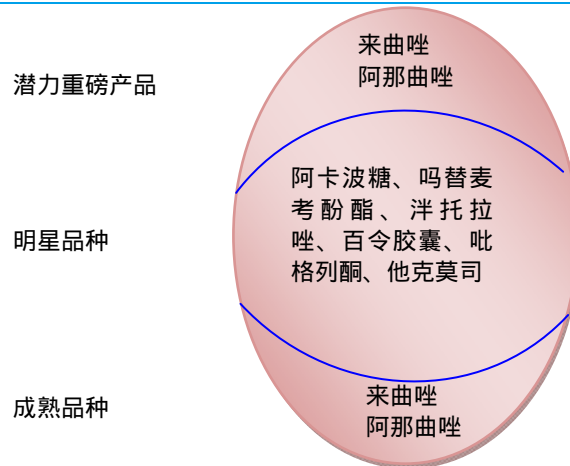 来曲唑
阿那曲唑
潜力重磅产品
阿卡波糖、吗替麦
考酚酯、泮托拉
唑、百令胶囊、吡
格列酮、他克莫司
明星品种
来曲唑
阿那曲唑
成熟品种